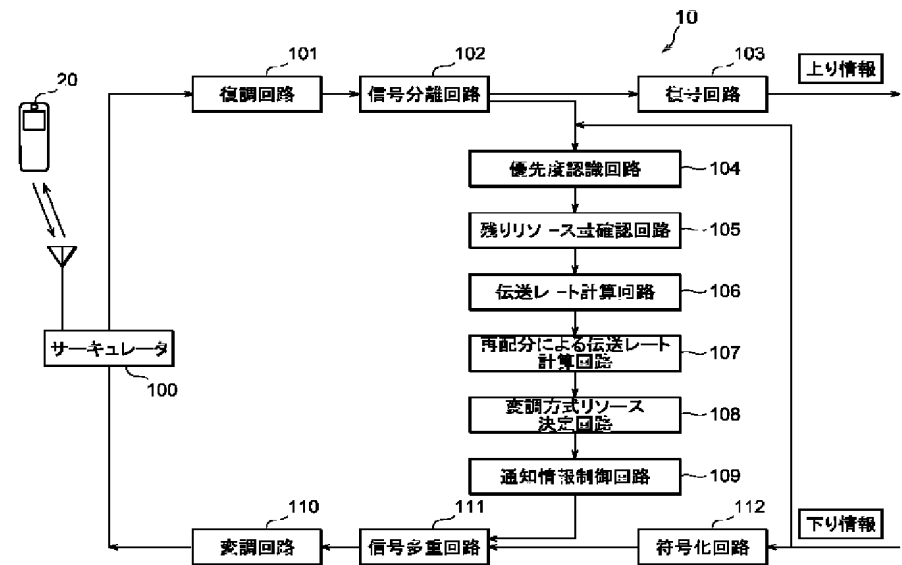 10
101
102
103
上り情報
20
復調回路
信号分離回路
復号回路
優先度認識回路
104
残りリソース量確認回路
105
伝送レート計算回路
106
サーキュレータ
100
再配分による伝送レート
計算回路
107
変調方式リソース
決定回路
108
通知情報制御回路
109
110
111
112
下り情報
変調回路
信号多重回路
符号化回路